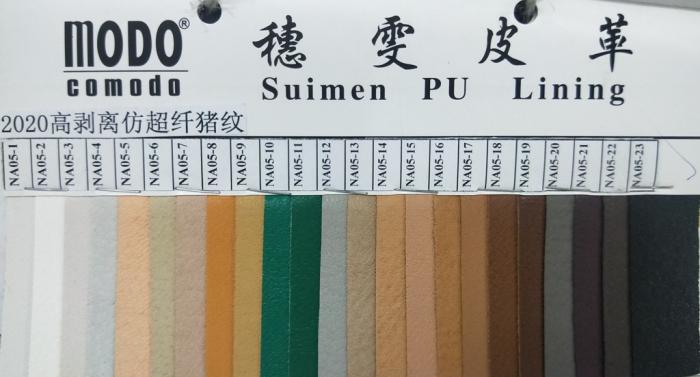 MODO® 穗雯皮革
comodo Suimen PU Lining
2020高剥离仿超纤猪纹
NA05-1 NA05-2 NA05-3 NA05-4 NA05-5 NA05-6 NA05-7 NA05-8 NA05-9 NA05-10 NA05-11 NA05-12 NA05-13 NA05-14 NA05-15 NA05-16 NA05-17 NA05-18 NA05-19 NA05-20 NA05-21 NA05-22 NA05-23